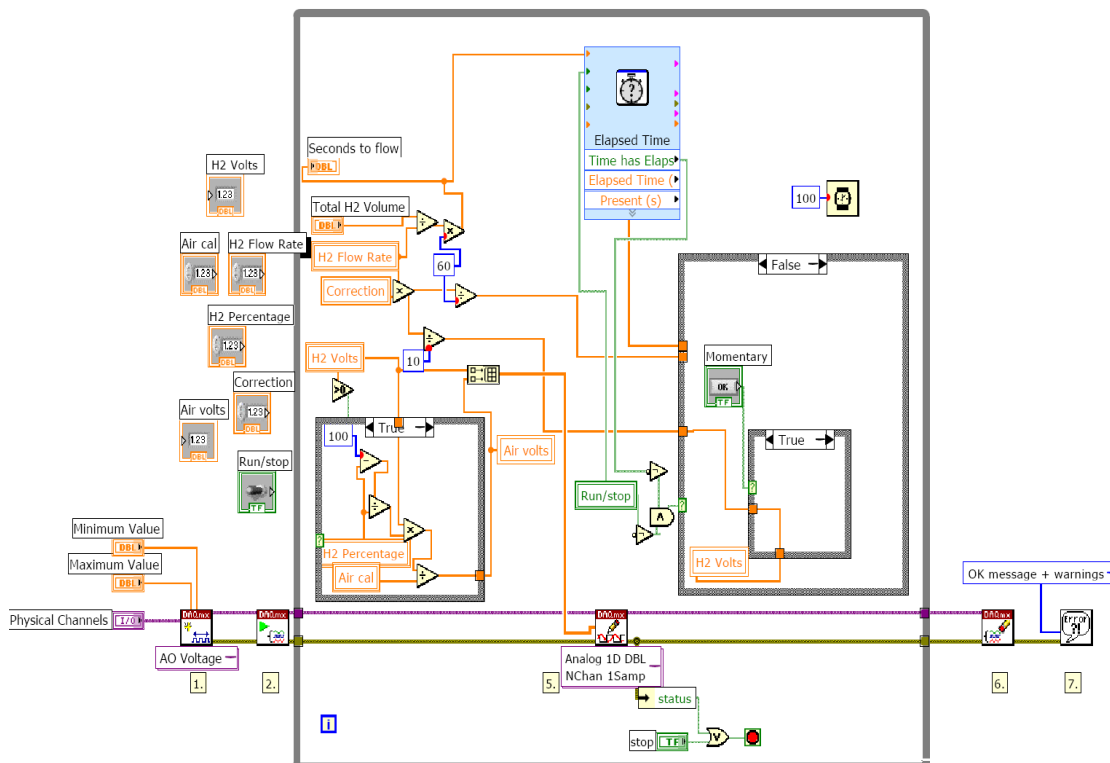 Elapsed Time
Time has Elaps
Elapsed Time (
Present (s)
Seconds to flow
DBL
H2 Volts
1.23
DBL
100
Total H2 Volume
DBL
÷
x
Air cal
1.23
DBL
H2 Flow Rate
1.23
DBL
H2 Flow Rate
60
False
Correction
x
÷
H2 Percentage
1.23
DBL
÷
10
H2 Volts
Momentary
OK
TF
>0
Correction
1.23
DBL
Air volts
1.23
DBL
True
100
-
Air volts
True
Run/stop
TF
÷
Run/stop
x
H2 Percentage
Air cal
÷
H2 Volts
Minimum Value
DBL
Maximum Value
DBL
OK message + warnings
Physical Channels
I/O
DAQmx
DAQmx
DAQmx
DAQmx
ERROR
?!
AO Voltage
Analog 1D DBL
NChan 1Samp
1.
2.
5.
6.
7.
status
i
stop
TF